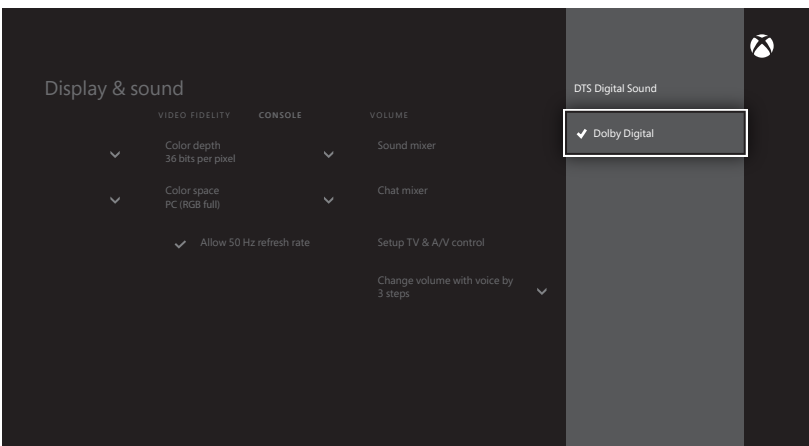 Display & sound
VIDEO FIDELITY
CONSOLE
VOLUME
Color depth
36 bits per pixel
Color space
PC (RGB full)
Allow 50 Hz refresh rate
Sound mixer
Chat mixer
Setup TV & A/V control
Change volume with voice by
3 steps
DTS Digital Sound
Dolby Digital